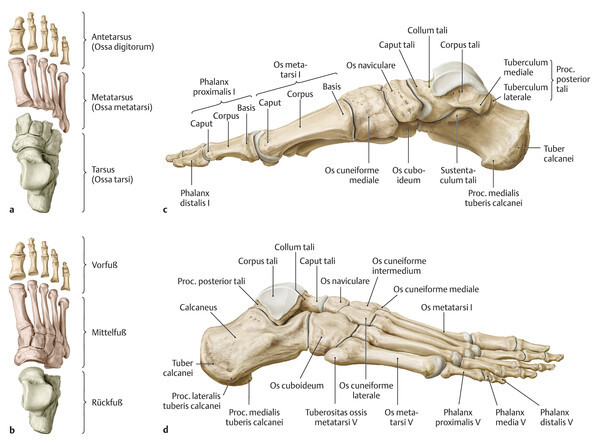 Antetarsus
(Ossa digitorum)
Metatarsus
(Ossa metatarsi)
Tarsus
(Ossa tarsi)
a
Collum tali
Caput tali
Corpus tali
Os naviculare
Os meta-
tarsi I
Phalanx
proximalis I
Caput
Corpus
Basis
Caput
Corpus
Basis
Tuberculum
mediale
Tuberculum
laterale
Proc.
posterior
tali
Tuber
calcanei
Phalanx
distalis I
Os cuneiforme
mediale
Os cubo-
ideum
Sustenta-
culum tali
Proc. medialis
tuberis calcanei
c
Vorfuß
Mittelfuß
Rückfuß
b
Collum tali
Corpus tali
Caput tali
Os naviculare
Os cuneiforme
intermedium
Os cuneiforme mediale
Os metatarsi I
Proc. posterior tali
Calcaneus
Tuber
calcanei
Proc. lateralis
tuberis calcanei
Proc. medialis
tuberis calcanei
Os cuboideum
Tuberositas ossis
metatarsi V
Os cuneiforme
laterale
Os me-
tatarsi V
Phalanx
proximalis V
Phalanx
media V
Phalanx
distalis V
d